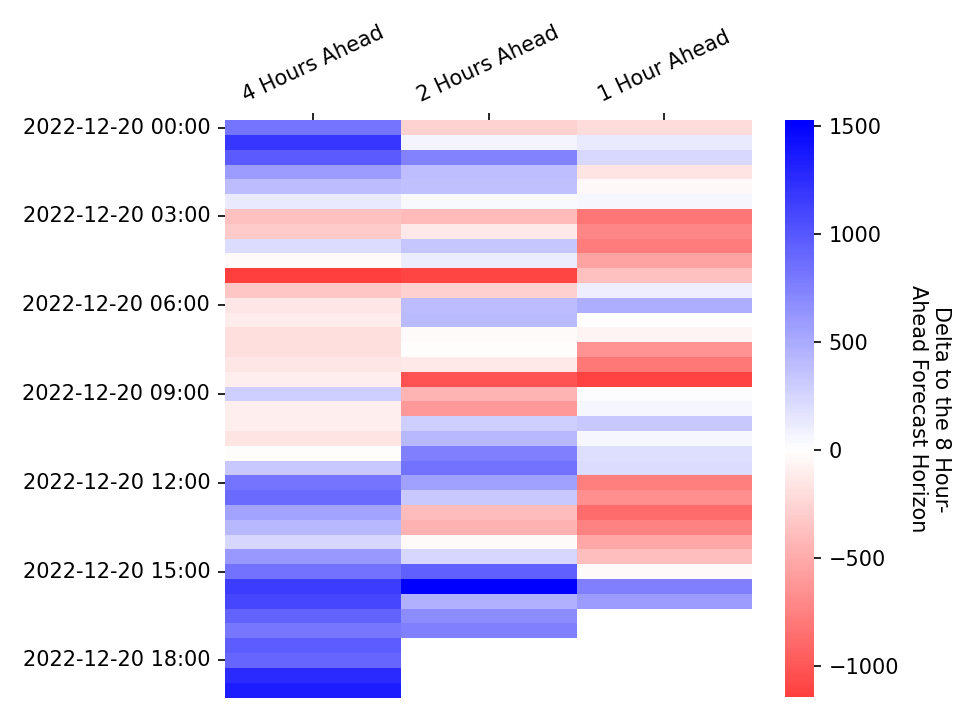 4 Hours Ahead
2 Hours Ahead
1 Hour Ahead
2022-12-20 00:00
2022-12-20 03:00
2022-12-20 06:00
2022-12-20 09:00
2022-12-20 12:00
2022-12-20 15:00
2022-12-20 18:00
1500
1000
500
0
−500
−1000
Delta to the 8 Hour-
Ahead Forecast Horizon